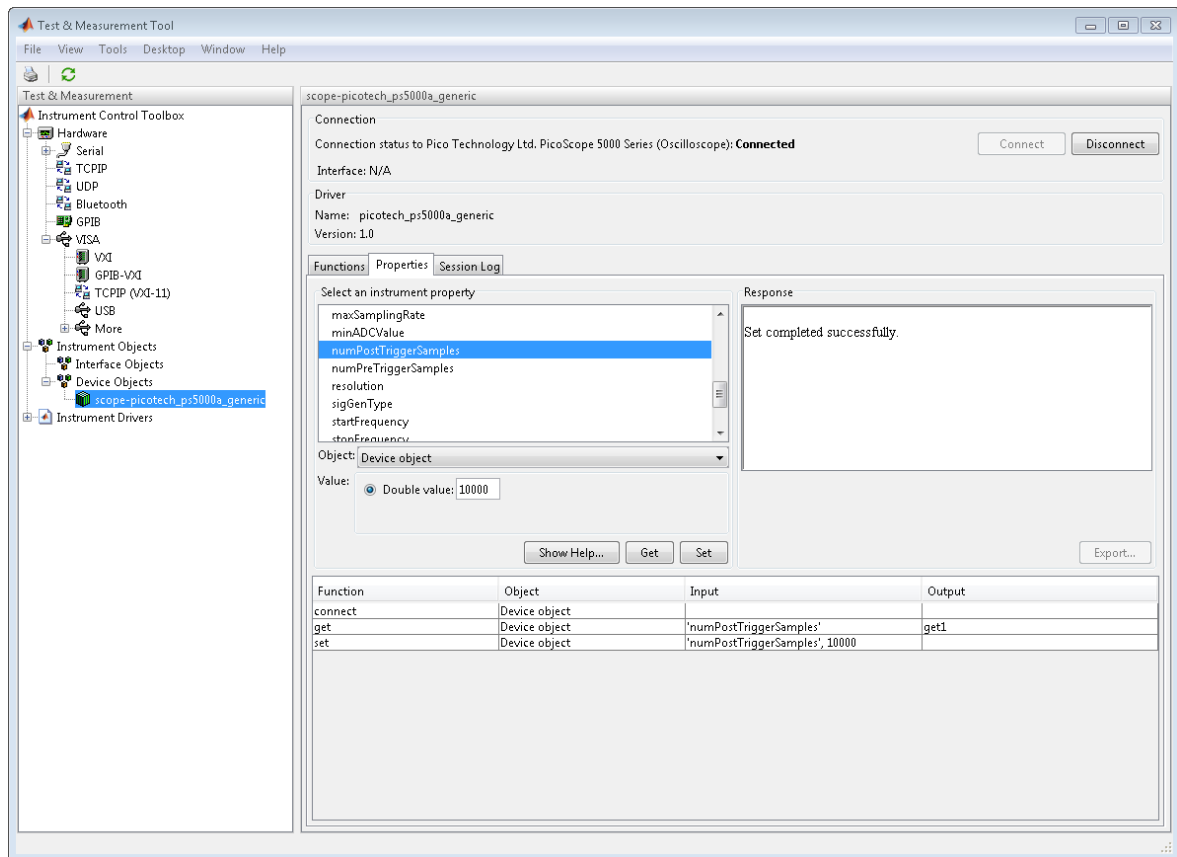 Test & Measurement Tool
File View Tools Desktop Window Help
Test & Measurement
Instrument Control Toolbox
Hardware
Serial
TCPIP
UDP
Bluetooth
GPIB
VISA
VXI
GPIB-VXI
TCPIP (VXI-11)
USB
More
Instrument Objects
Interface Objects
Device Objects
scope-picotech_ps5000a_generic
Instrument Drivers
scope-picotech_ps5000a_generic
Connection
Connection status to Pico Technology Ltd. PicoScope 5000 Series (Oscilloscope): Connected
Connect Disconnect
Interface: N/A
Driver
Name: picotech_ps5000a_generic
Version: 1.0
Functions Properties Session Log
Select an instrument property
maxSamplingRate
minADCValue
numPostTriggerSamples
numPreTriggerSamples
resolution
sigGenType
startFrequency
stopFrequency
Object: Device object
Value: Double value: 10000
Show Help... Get Set
Response
Set completed successfully.
Export...
Function Object Input Output
connect Device object
get Device object 'numPostTriggerSamples' get1
set Device object 'numPostTriggerSamples', 10000